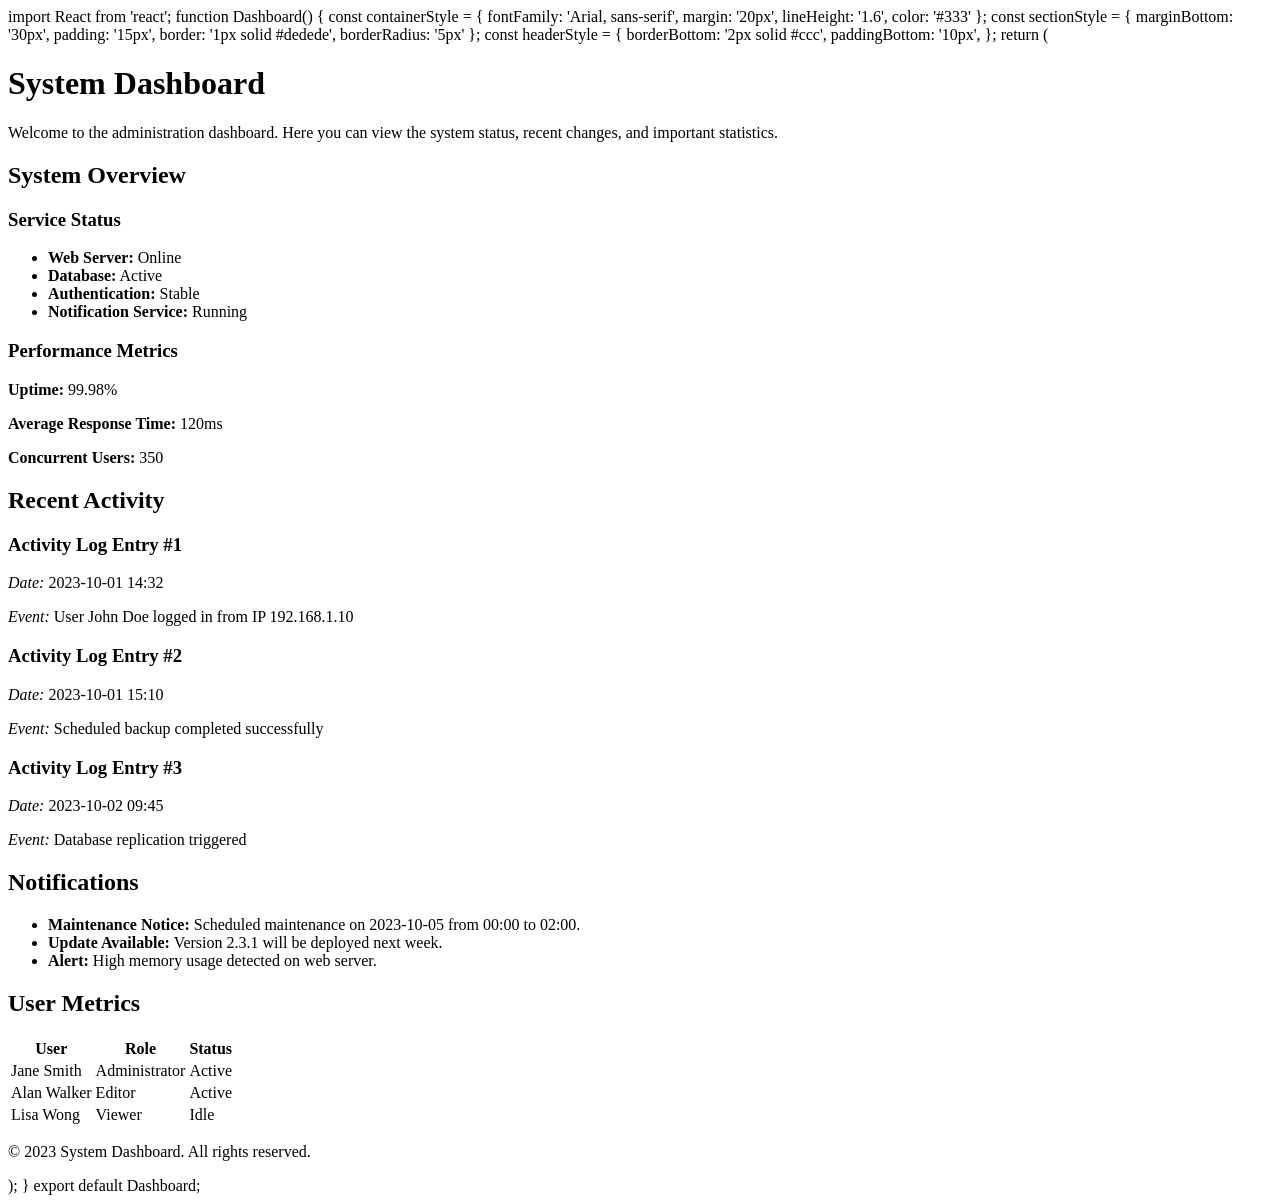 import React from 'react'; function Dashboard() { const containerStyle = { fontFamily: 'Arial, sans-serif', margin: '20px', lineHeight: '1.6', color: '#333' }; const sectionStyle = { marginBottom:
'30px', padding: '15px', border: '1px solid #dedede', borderRadius: '5px' }; const headerStyle = { borderBottom: '2px solid #ccc', paddingBottom: '10px', }; return (
System Dashboard
Welcome to the administration dashboard. Here you can view the system status, recent changes, and important statistics.
System Overview
Service Status
Web Server: Online
Database: Active
Authentication: Stable
Notification Service: Running
Performance Metrics
Uptime: 99.98%
Average Response Time: 120ms
Concurrent Users: 350
Recent Activity
Activity Log Entry #1
Date: 2023-10-01 14:32
Event: User John Doe logged in from IP 192.168.1.10
Activity Log Entry #2
Date: 2023-10-01 15:10
Event: Scheduled backup completed successfully
Activity Log Entry #3
Date: 2023-10-02 09:45
Event: Database replication triggered
Notifications
Maintenance Notice: Scheduled maintenance on 2023-10-05 from 00:00 to 02:00.
Update Available: Version 2.3.1 will be deployed next week.
Alert: High memory usage detected on web server.
User Metrics
User Role Status
Jane Smith Administrator Active
Alan Walker Editor Active
Lisa Wong Viewer Idle
© 2023 System Dashboard. All rights reserved.
); } export default Dashboard;